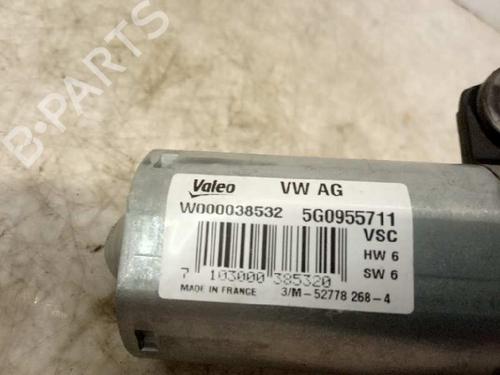 B-PARTS
Valeo VW AG
W000038532 5G0955711
VSC
HW 6
SW 6
7 103000 385320
MADE IN FRANCE 3/M-52778 268-4